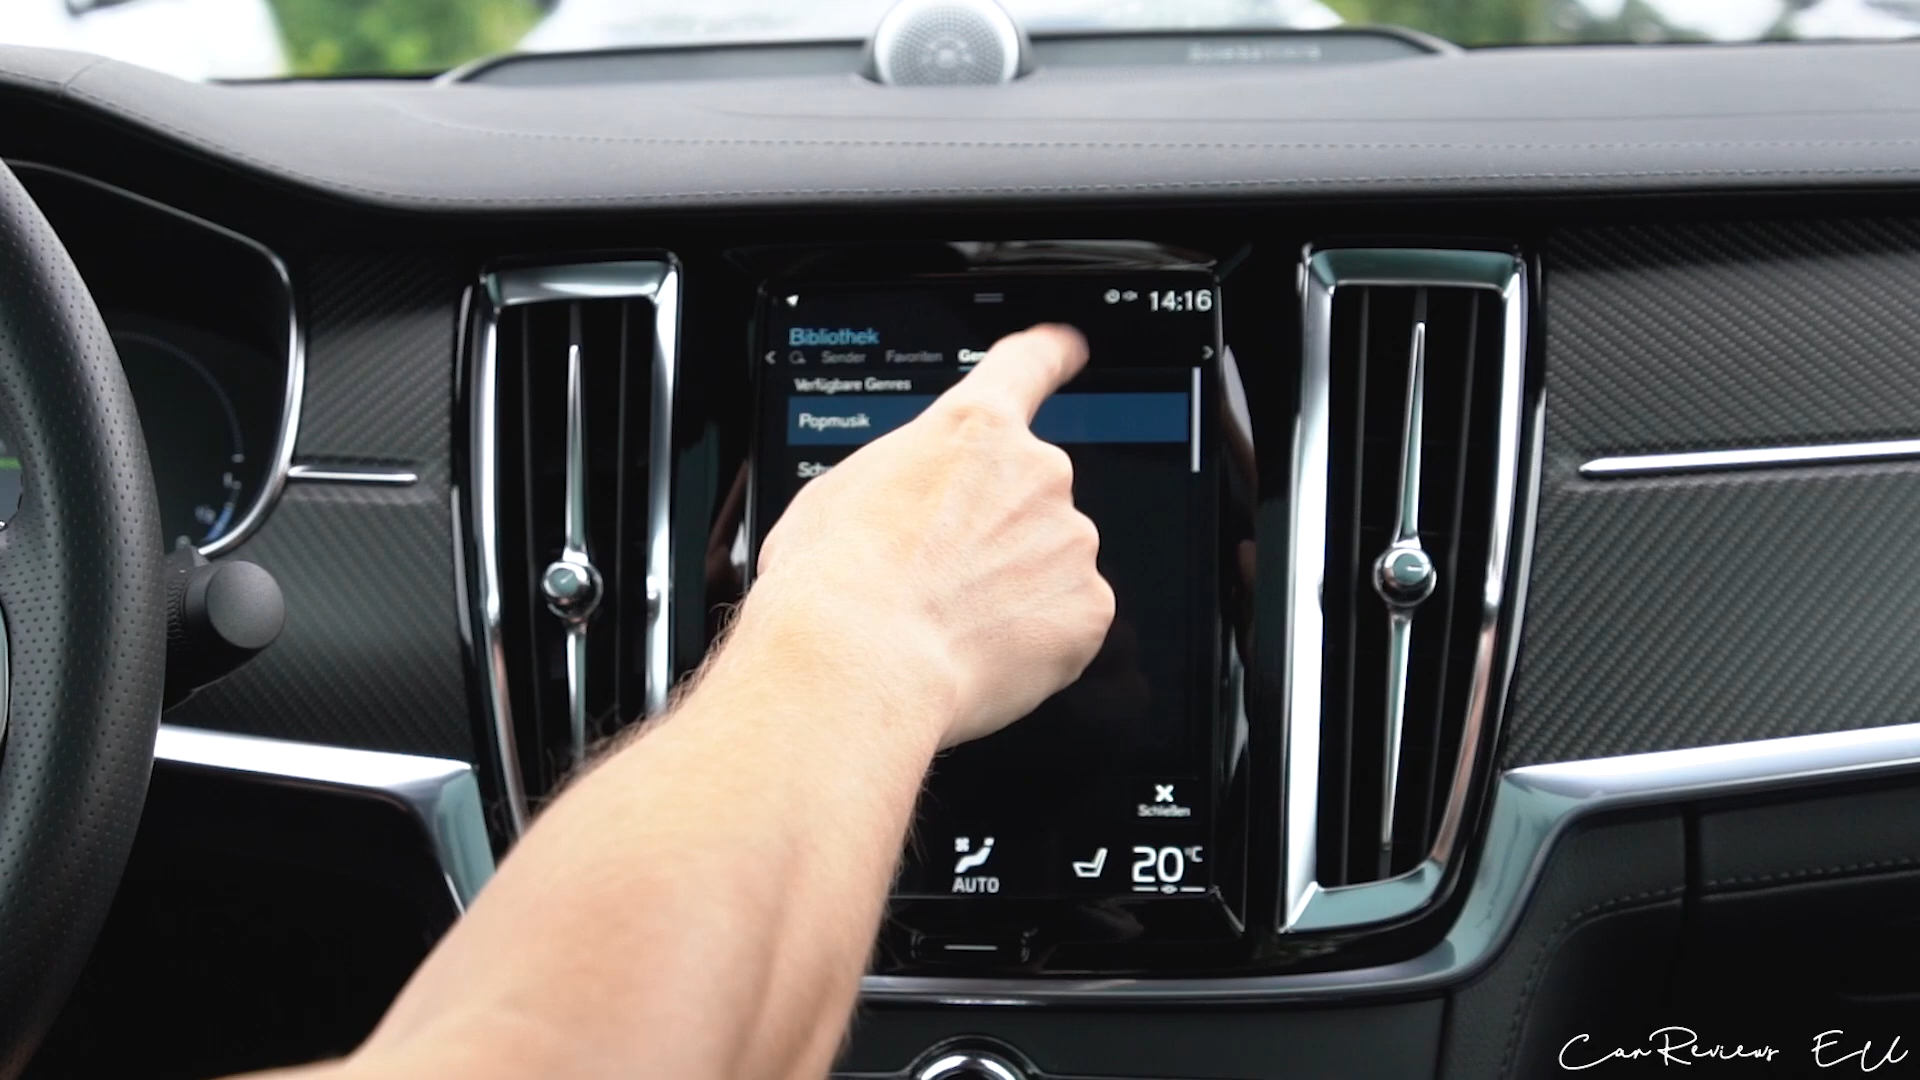 14:16
Bibliothek
Sender Favoriten
Verfügbare Genres
Popmusik
Schließen
AUTO
20°C
CarReviews EU